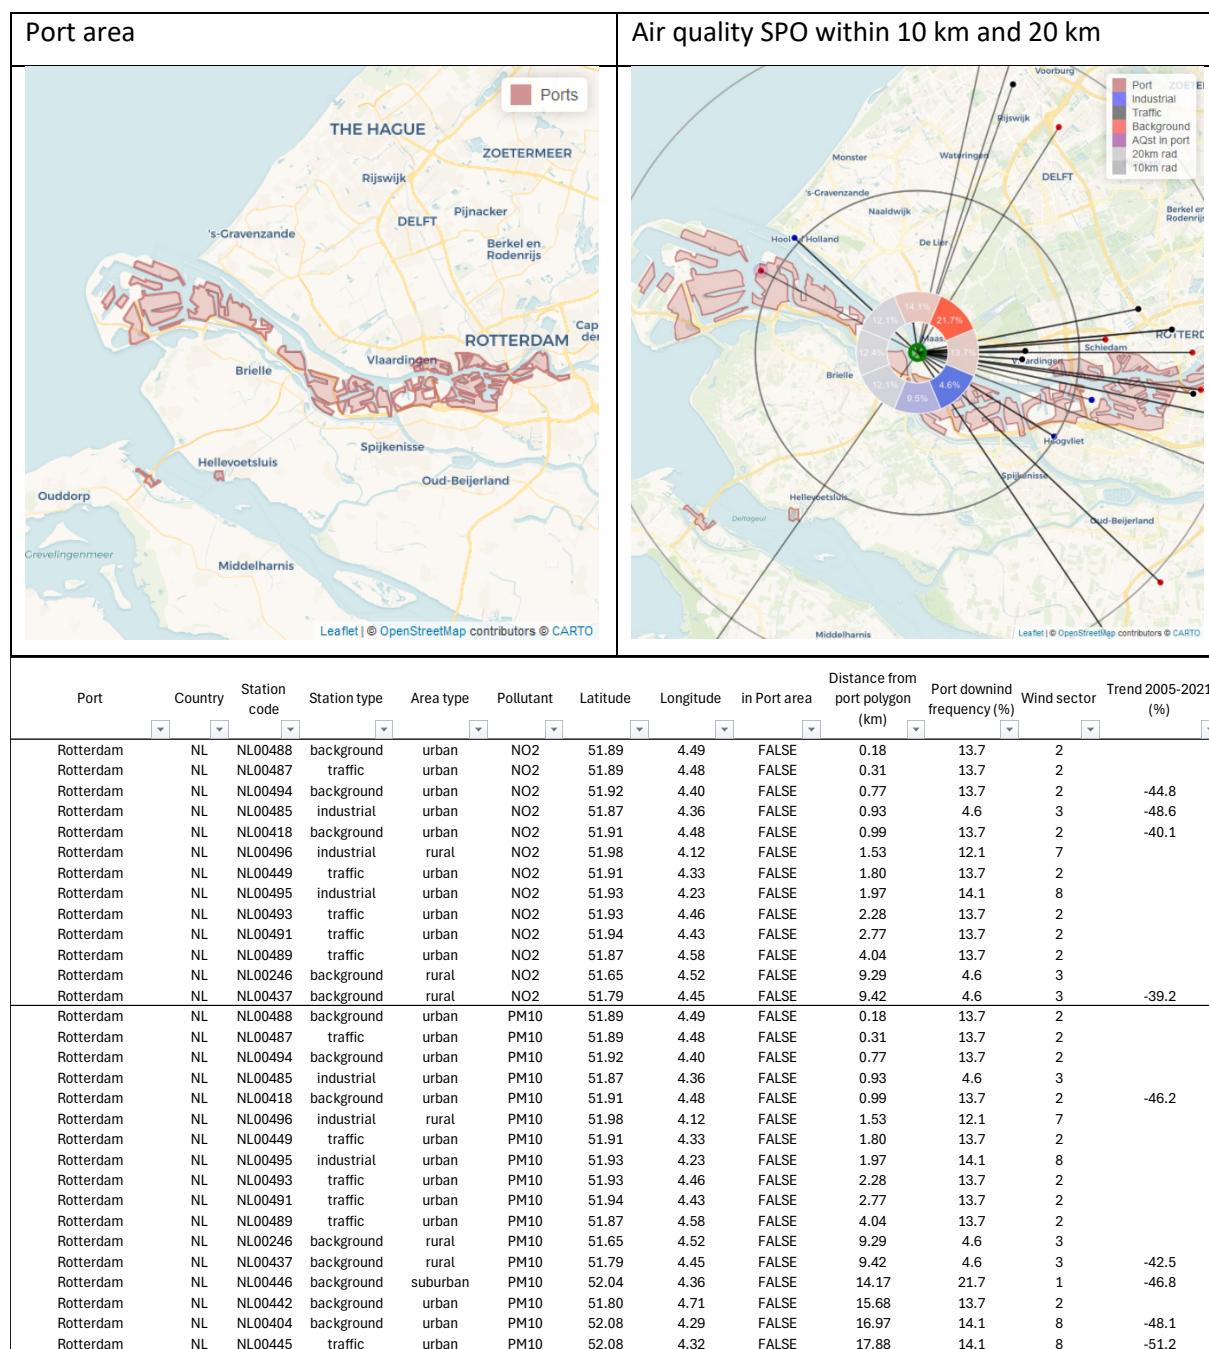 Port area
Air quality SPO within 10 km and 20 km
Ports
THE HAGUE
ZOETERMEER
Rijswijk
DELFT
Pijnacker
's-Gravenzande
Berkel en
Rodenrijs
ROTTERDAM
Cap
Vlaardingen
Brielle
Spijkenisse
Hellevoetsluis
Oud-Beijerland
Ouddorp
Grevelingenmeer
Middelharnis
Leaflet | © OpenStreetMap contributors © CARTO
Voorburg
Port
Industrial
Traffic
Background
AQst in port
20km rad
10km rad
Rijswijk
Monster
Wateringen
DELFT
's-Gravenzande
Naaldwijk
Berkel en
Rodenrijs
De Lier
14.1%
12.1%
21.7%
12.4%
13.7%
12.1%
9.5%
4.6%
Schiedam
Brielle
Hoogvliet
Spijkenisse
Hellevoetsluis
Deltageul
Oud-Beijerland
Middelharnis
Leaflet | © OpenStreetMap contributors © CARTO
Port Country Station code Station type Area type Pollutant Latitude Longitude in Port area Distance from port polygon (km) Port downind frequency (%) Wind sector Trend 2005-2021 (%)
Rotterdam NL NL00488 background urban NO2 51.89 4.49 FALSE 0.18 13.7 2
Rotterdam NL NL00487 traffic urban NO2 51.89 4.48 FALSE 0.31 13.7 2
Rotterdam NL NL00494 background urban NO2 51.92 4.40 FALSE 0.77 13.7 2 -44.8
Rotterdam NL NL00485 industrial urban NO2 51.87 4.36 FALSE 0.93 4.6 3 -48.6
Rotterdam NL NL00418 background urban NO2 51.91 4.48 FALSE 0.99 13.7 2 -40.1
Rotterdam NL NL00496 industrial rural NO2 51.98 4.12 FALSE 1.53 12.1 7
Rotterdam NL NL00449 traffic urban NO2 51.91 4.33 FALSE 1.80 13.7 2
Rotterdam NL NL00495 industrial urban NO2 51.93 4.23 FALSE 1.97 14.1 8
Rotterdam NL NL00493 traffic urban NO2 51.93 4.46 FALSE 2.28 13.7 2
Rotterdam NL NL00491 traffic urban NO2 51.94 4.43 FALSE 2.77 13.7 2
Rotterdam NL NL00489 traffic urban NO2 51.87 4.58 FALSE 4.04 13.7 2
Rotterdam NL NL00246 background rural NO2 51.65 4.52 FALSE 9.29 4.6 3
Rotterdam NL NL00437 background rural NO2 51.79 4.45 FALSE 9.42 4.6 3 -39.2
Rotterdam NL NL00488 background urban PM10 51.89 4.49 FALSE 0.18 13.7 2
Rotterdam NL NL00487 traffic urban PM10 51.89 4.48 FALSE 0.31 13.7 2
Rotterdam NL NL00494 background urban PM10 51.92 4.40 FALSE 0.77 13.7 2
Rotterdam NL NL00485 industrial urban PM10 51.87 4.36 FALSE 0.93 4.6 3
Rotterdam NL NL00418 background urban PM10 51.91 4.48 FALSE 0.99 13.7 2 -46.2
Rotterdam NL NL00496 industrial rural PM10 51.98 4.12 FALSE 1.53 12.1 7
Rotterdam NL NL00449 traffic urban PM10 51.91 4.33 FALSE 1.80 13.7 2
Rotterdam NL NL00495 industrial urban PM10 51.93 4.23 FALSE 1.97 14.1 8
Rotterdam NL NL00493 traffic urban PM10 51.93 4.46 FALSE 2.28 13.7 2
Rotterdam NL NL00491 traffic urban PM10 51.94 4.43 FALSE 2.77 13.7 2
Rotterdam NL NL00489 traffic urban PM10 51.87 4.58 FALSE 4.04 13.7 2
Rotterdam NL NL00246 background rural PM10 51.65 4.52 FALSE 9.29 4.6 3
Rotterdam NL NL00437 background rural PM10 51.79 4.45 FALSE 9.42 4.6 3 -42.5
Rotterdam NL NL00446 background suburban PM10 52.04 4.36 FALSE 14.17 21.7 1 -46.8
Rotterdam NL NL00442 background urban PM10 51.80 4.71 FALSE 15.68 13.7 2
Rotterdam NL NL00404 background urban PM10 52.08 4.29 FALSE 16.97 14.1 8 -48.1
Rotterdam NL NL00445 traffic urban PM10 52.08 4.32 FALSE 17.88 14.1 8 -51.2